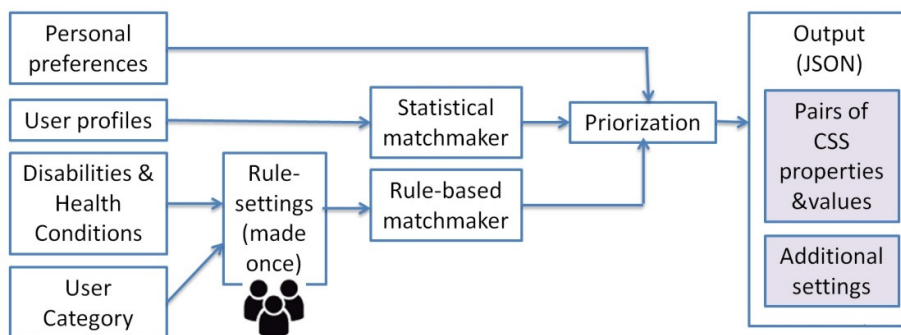 Personal
preferences
User profiles
Disabilities &
Health
Conditions
User
Category
Rule-
settings
(made
once)
Statistical
matchmaker
Rule-based
matchmaker
Priorization
Output
(JSON)
Pairs of
CSS
properties
&values
Additional
settings